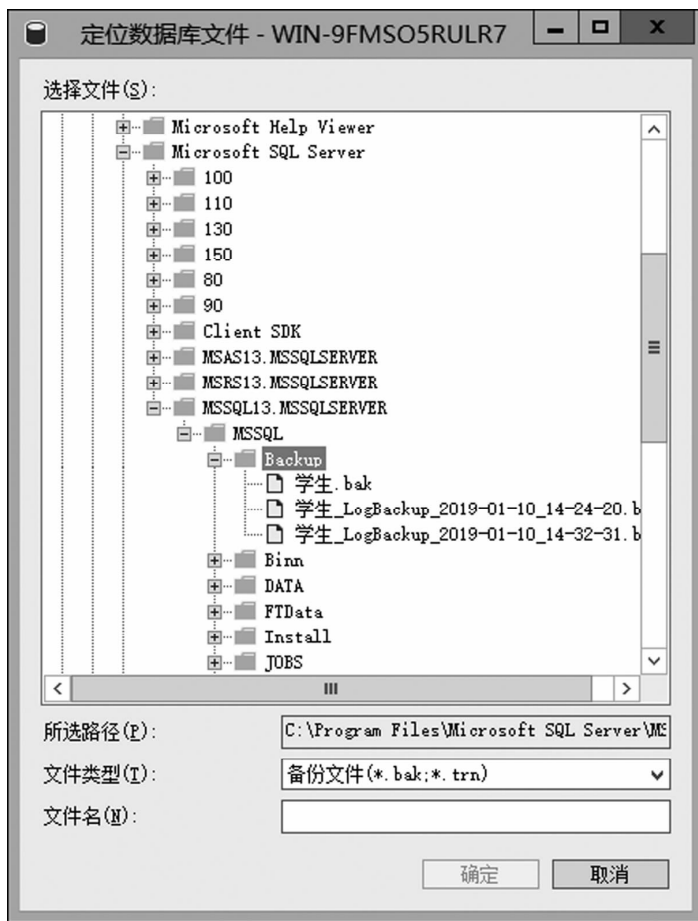 定位数据库文件 - WIN-9FMSO5RULR7
选择文件(S):
Microsoft Help Viewer
Microsoft SQL Server
100
110
130
150
80
90
Client SDK
MSAS13.MSSQLSERVER
MSRS13.MSSQLSERVER
MSSQL13.MSSQLSERVER
MSSQL
Backup
学生.bak
学生_LogBackup_2019-01-10_14-24-20.b
学生_LogBackup_2019-01-10_14-32-31.b
Binn
DATA
FTData
Install
JOBS
所选路径(P): C:\Program Files\Microsoft SQL Server\MS
文件类型(T): 备份文件(*.bak;*.trn)
文件名(N):
确定 取消